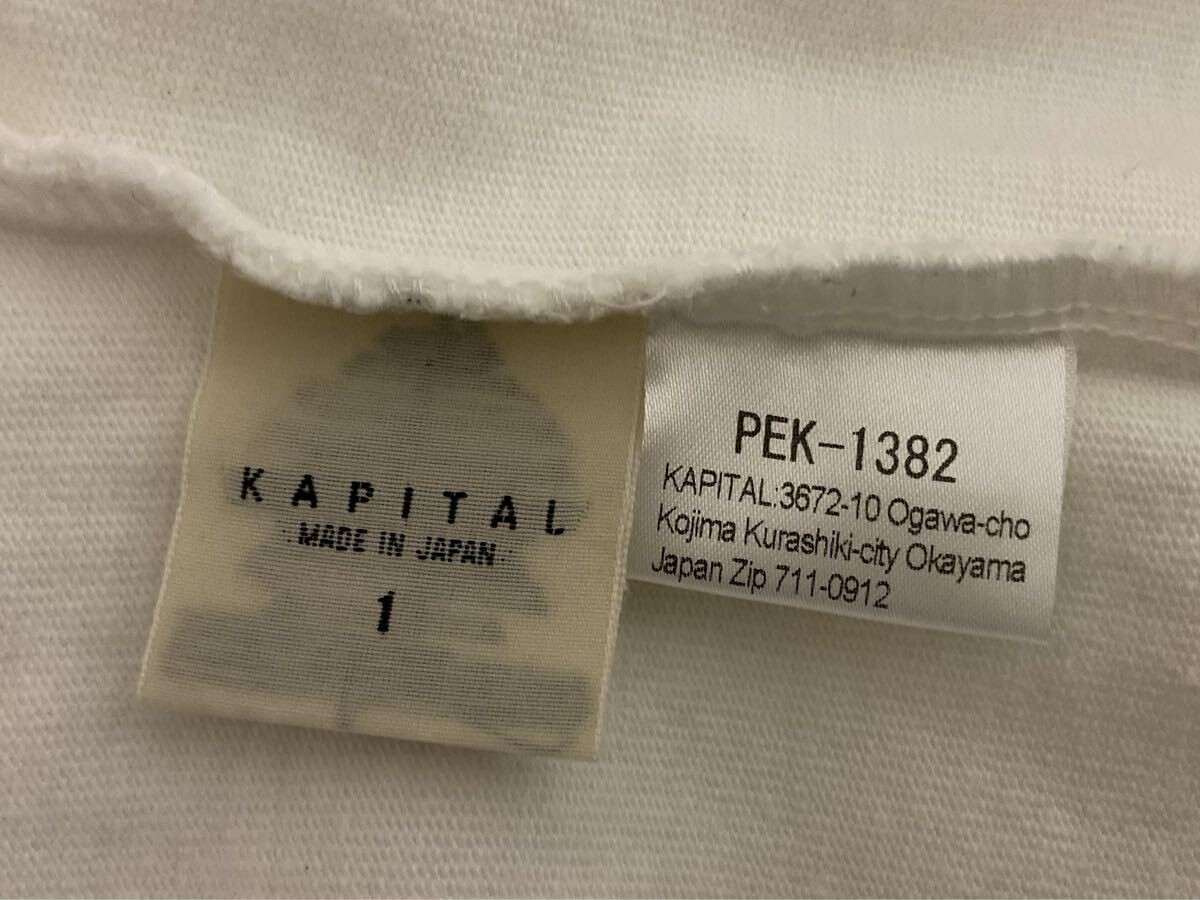 KAPITAL
MADE IN JAPAN
1
PEK-1382
KAPITAL:3672-10 Ogawa-cho
Kojima Kurashiki-city Okayama
Japan Zip 711-0912